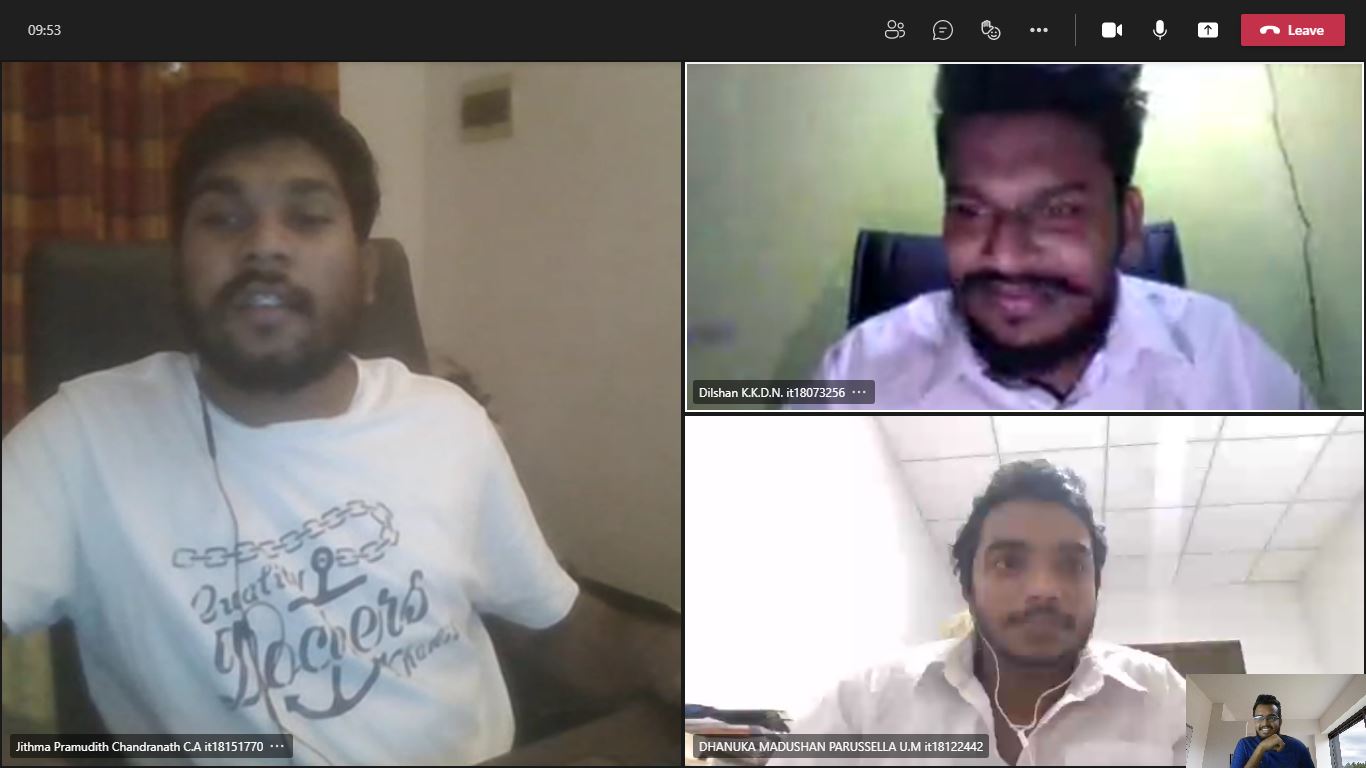 09:53
Leave
Dilshan K.K.D.N. it18073256 ···
Quality
Dockers
Jithma Pramudith Chandranath C.A it18151770 ···
DHANUKA MADUSHAN PARUSSELLA U.M it18122442